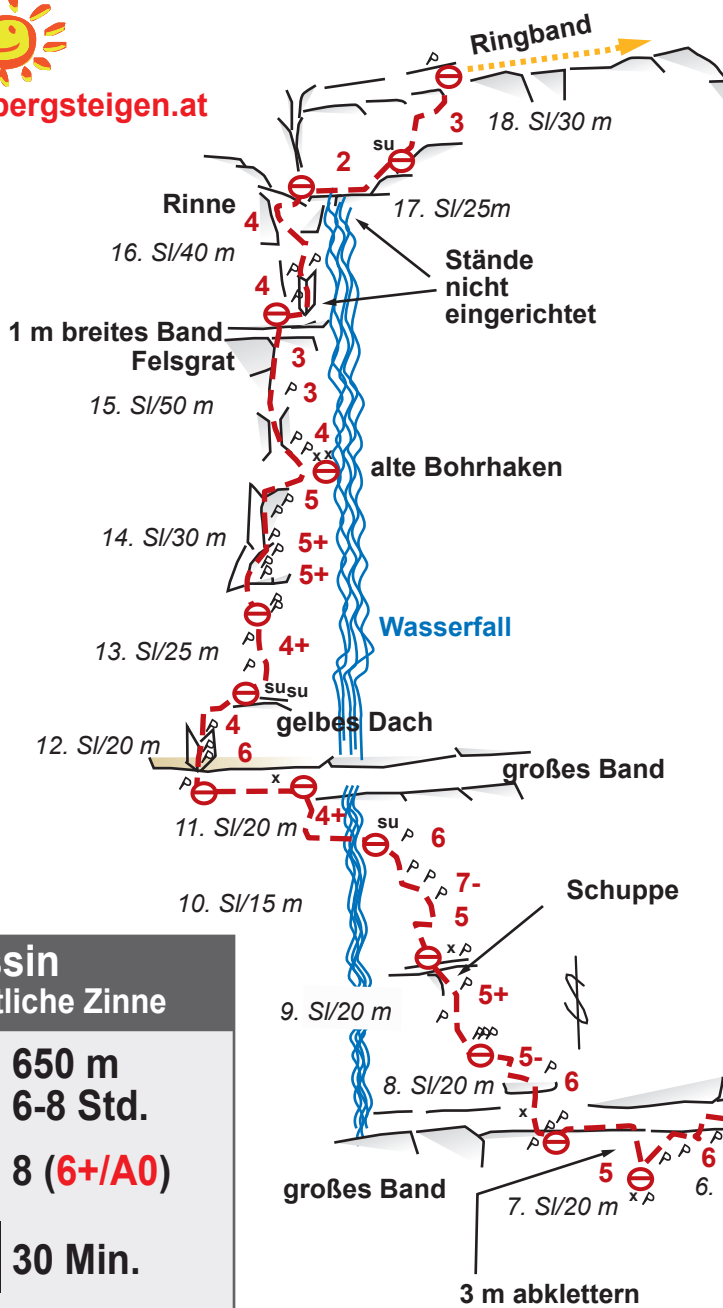 bergsteigen.at
Ringband
P
3
18. Sl/30 m
su
2
Rinne
17. Sl/25m
4
16. Sl/40 m
P
P
Stände
nicht
eingerichtet
P
4
1 m breites Band
Felsgrat
3
P 3
15. Sl/50 m
4
P P x x
alte Bohrhaken
P
5
P
14. Sl/30 m
P
5+
P
P
5+
P
P
P
Wasserfall
P
4+
13. Sl/25 m
P
su su
gelbes Dach
P
4
12. Sl/20 m
P
6
P
großes Band
x
P
4+
11. Sl/20 m
su
P
6
P
P
7-
P
10. Sl/15 m
5
Schuppe
x P
P
5+
9. Sl/20 m
P
PPP
5-
P
8. Sl/20 m
6
x
P
P
P
6
P
5
P
P
6.
x P
7. Sl/20 m
großes Band
3 m abklettern
ssin
tliche Zinne
650 m
6-8 Std.
8 (6+/A0)
30 Min.